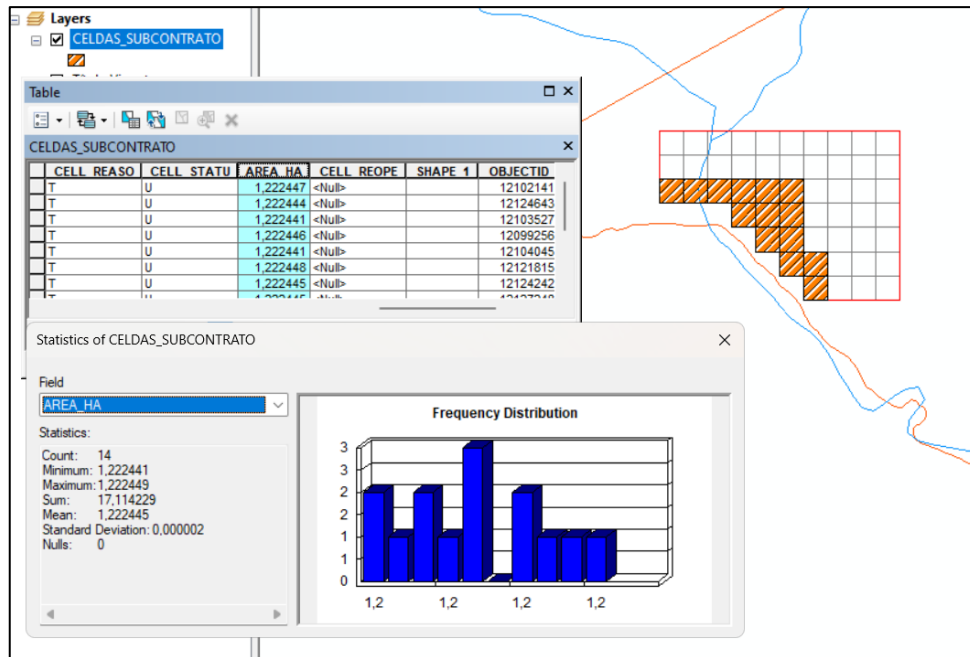 Layers
CELDAS_SUBCONTRATO
Table
CELDAS_SUBCONTRATO
CELL_REASO CELL_STATU AREA_HA CELL_REOPE SHAPE_1 OBJECTID
T U 1,222447 <Null> 12102141
T U 1,222444 <Null> 12124643
T U 1,222441 <Null> 12103527
T U 1,222446 <Null> 12099256
T U 1,222441 <Null> 12104045
T U 1,222448 <Null> 12121815
T U 1,222445 <Null> 12124242
Statistics of CELDAS_SUBCONTRATO
Field
AREA_HA
Statistics:
Count: 14
Minimum: 1,222441
Maximum: 1,222449
Sum: 17,114229
Mean: 1,222445
Standard Deviation: 0,000002
Nulls: 0
Frequency Distribution
3
3
2
2
1
1
0
1,2 1,2 1,2 1,2